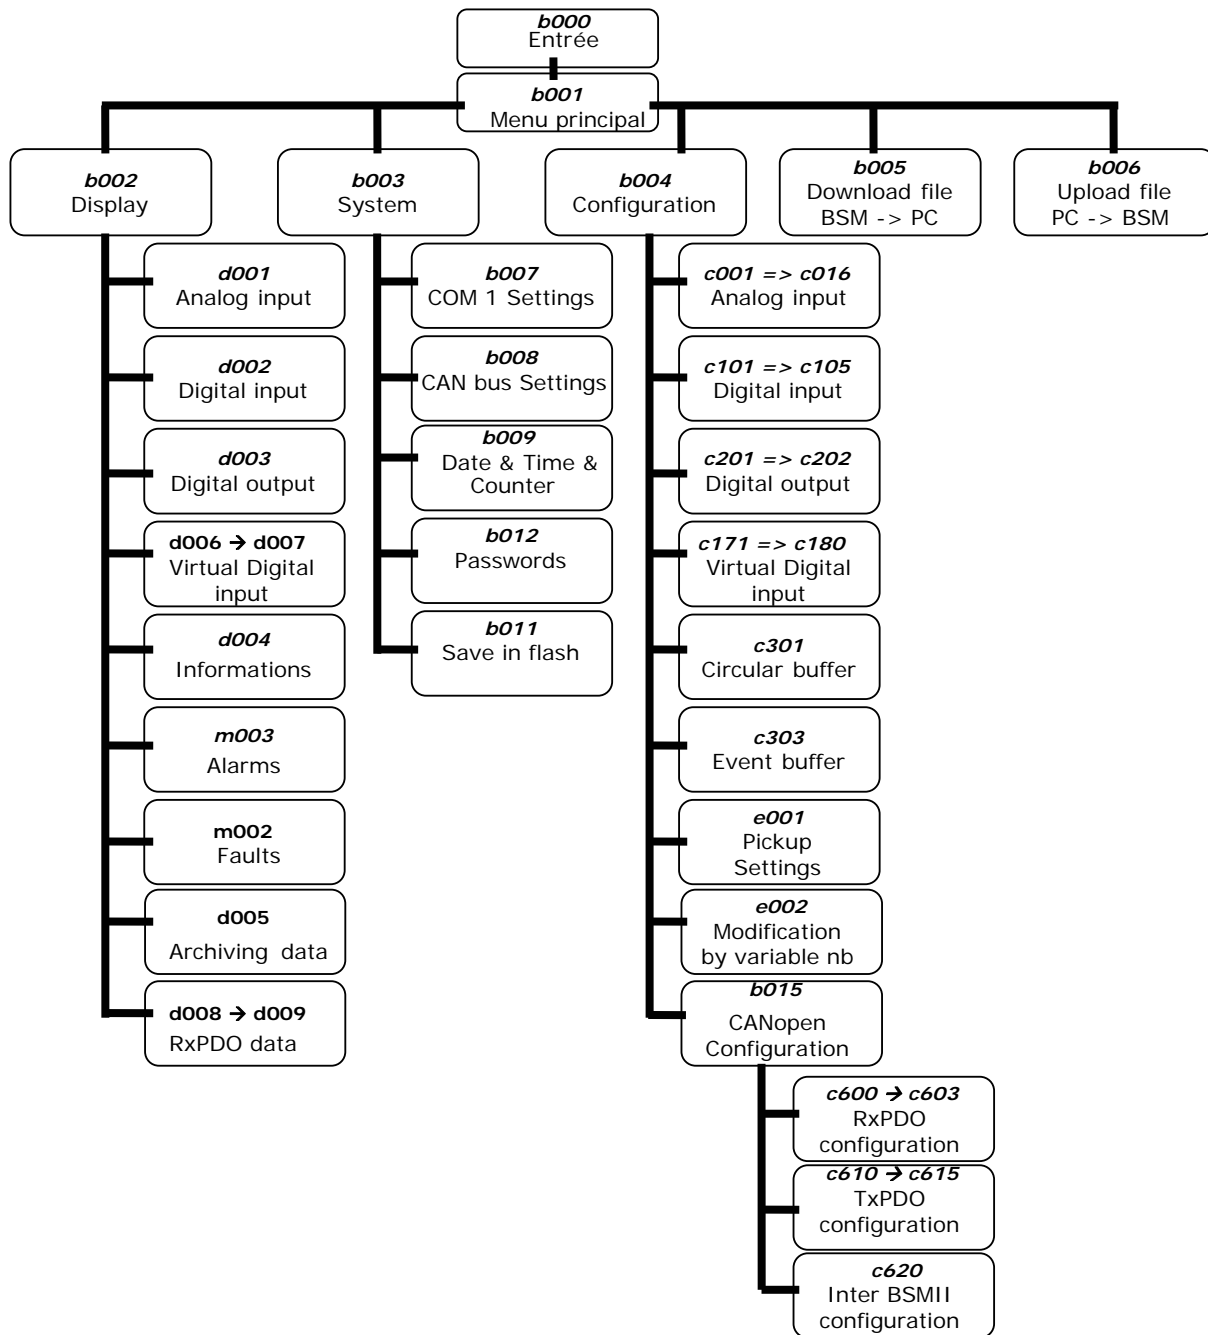 b000
Entrée
b001
Menu principal
b002
Display
b003
System
b004
Configuration
b005
Download file
BSM -> PC
b006
Upload file
PC -> BSM
d001
Analog input
d002
Digital input
d003
Digital output
d006 → d007
Virtual Digital
input
d004
Informations
m003
Alarms
m002
Faults
d005
Archiving data
d008 → d009
RxPDO data
b007
COM 1 Settings
b008
CAN bus Settings
b009
Date & Time &
Counter
b012
Passwords
b011
Save in flash
c001 => c016
Analog input
c101 => c105
Digital input
c201 => c202
Digital output
c171 => c180
Virtual Digital
input
c301
Circular buffer
c303
Event buffer
e001
Pickup
Settings
e002
Modification
by variable nb
b015
CANopen
Configuration
c600 → c603
RxPDO
configuration
c610 → c615
TxPDO
configuration
c620
Inter BSMII
configuration